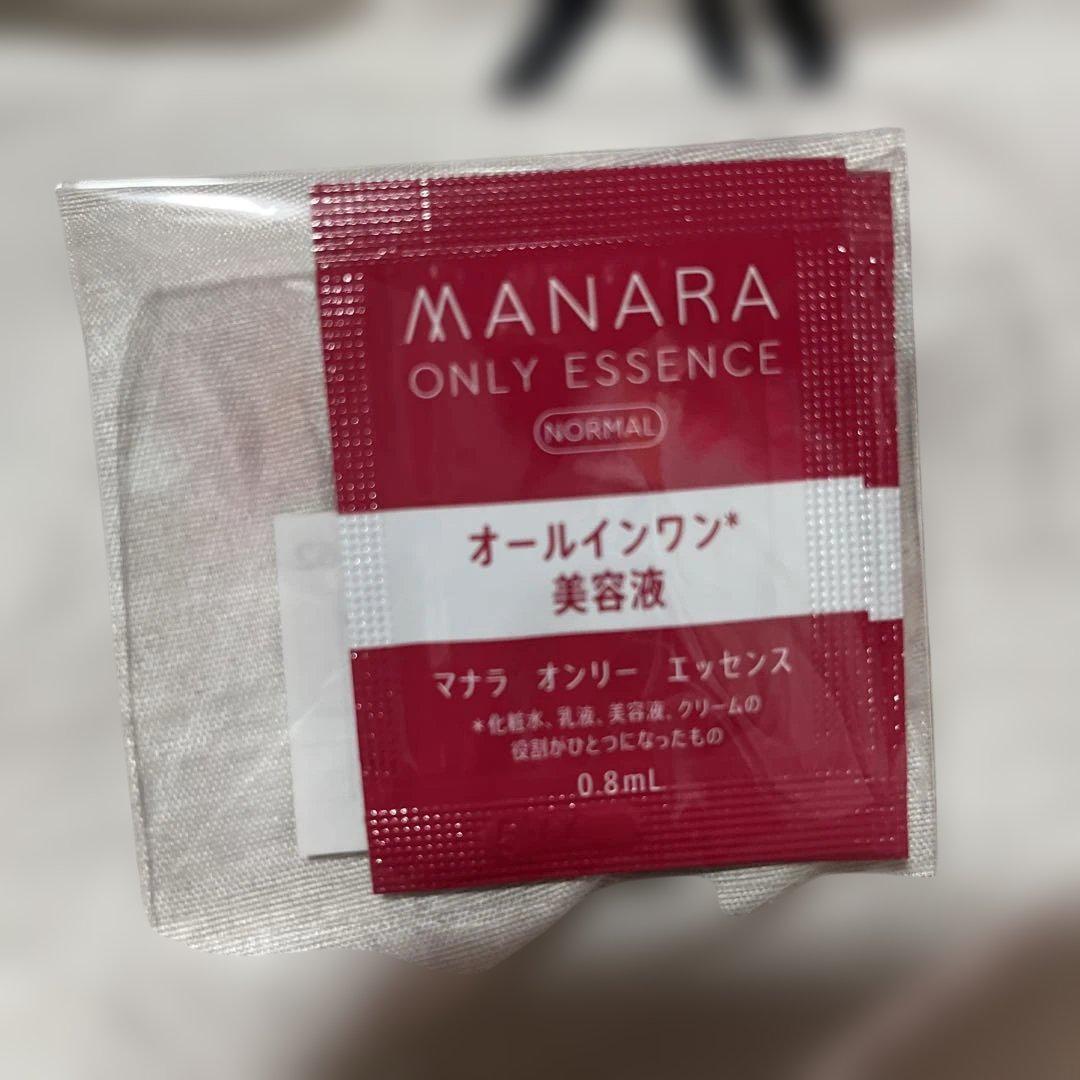 MANARA
ONLY ESSENCE
NORMAL
オールインワン*
美容液
マナラ オンリー エッセンス
*化粧水、乳液、美容液、クリームの
役割がひとつになったもの
0.8mL